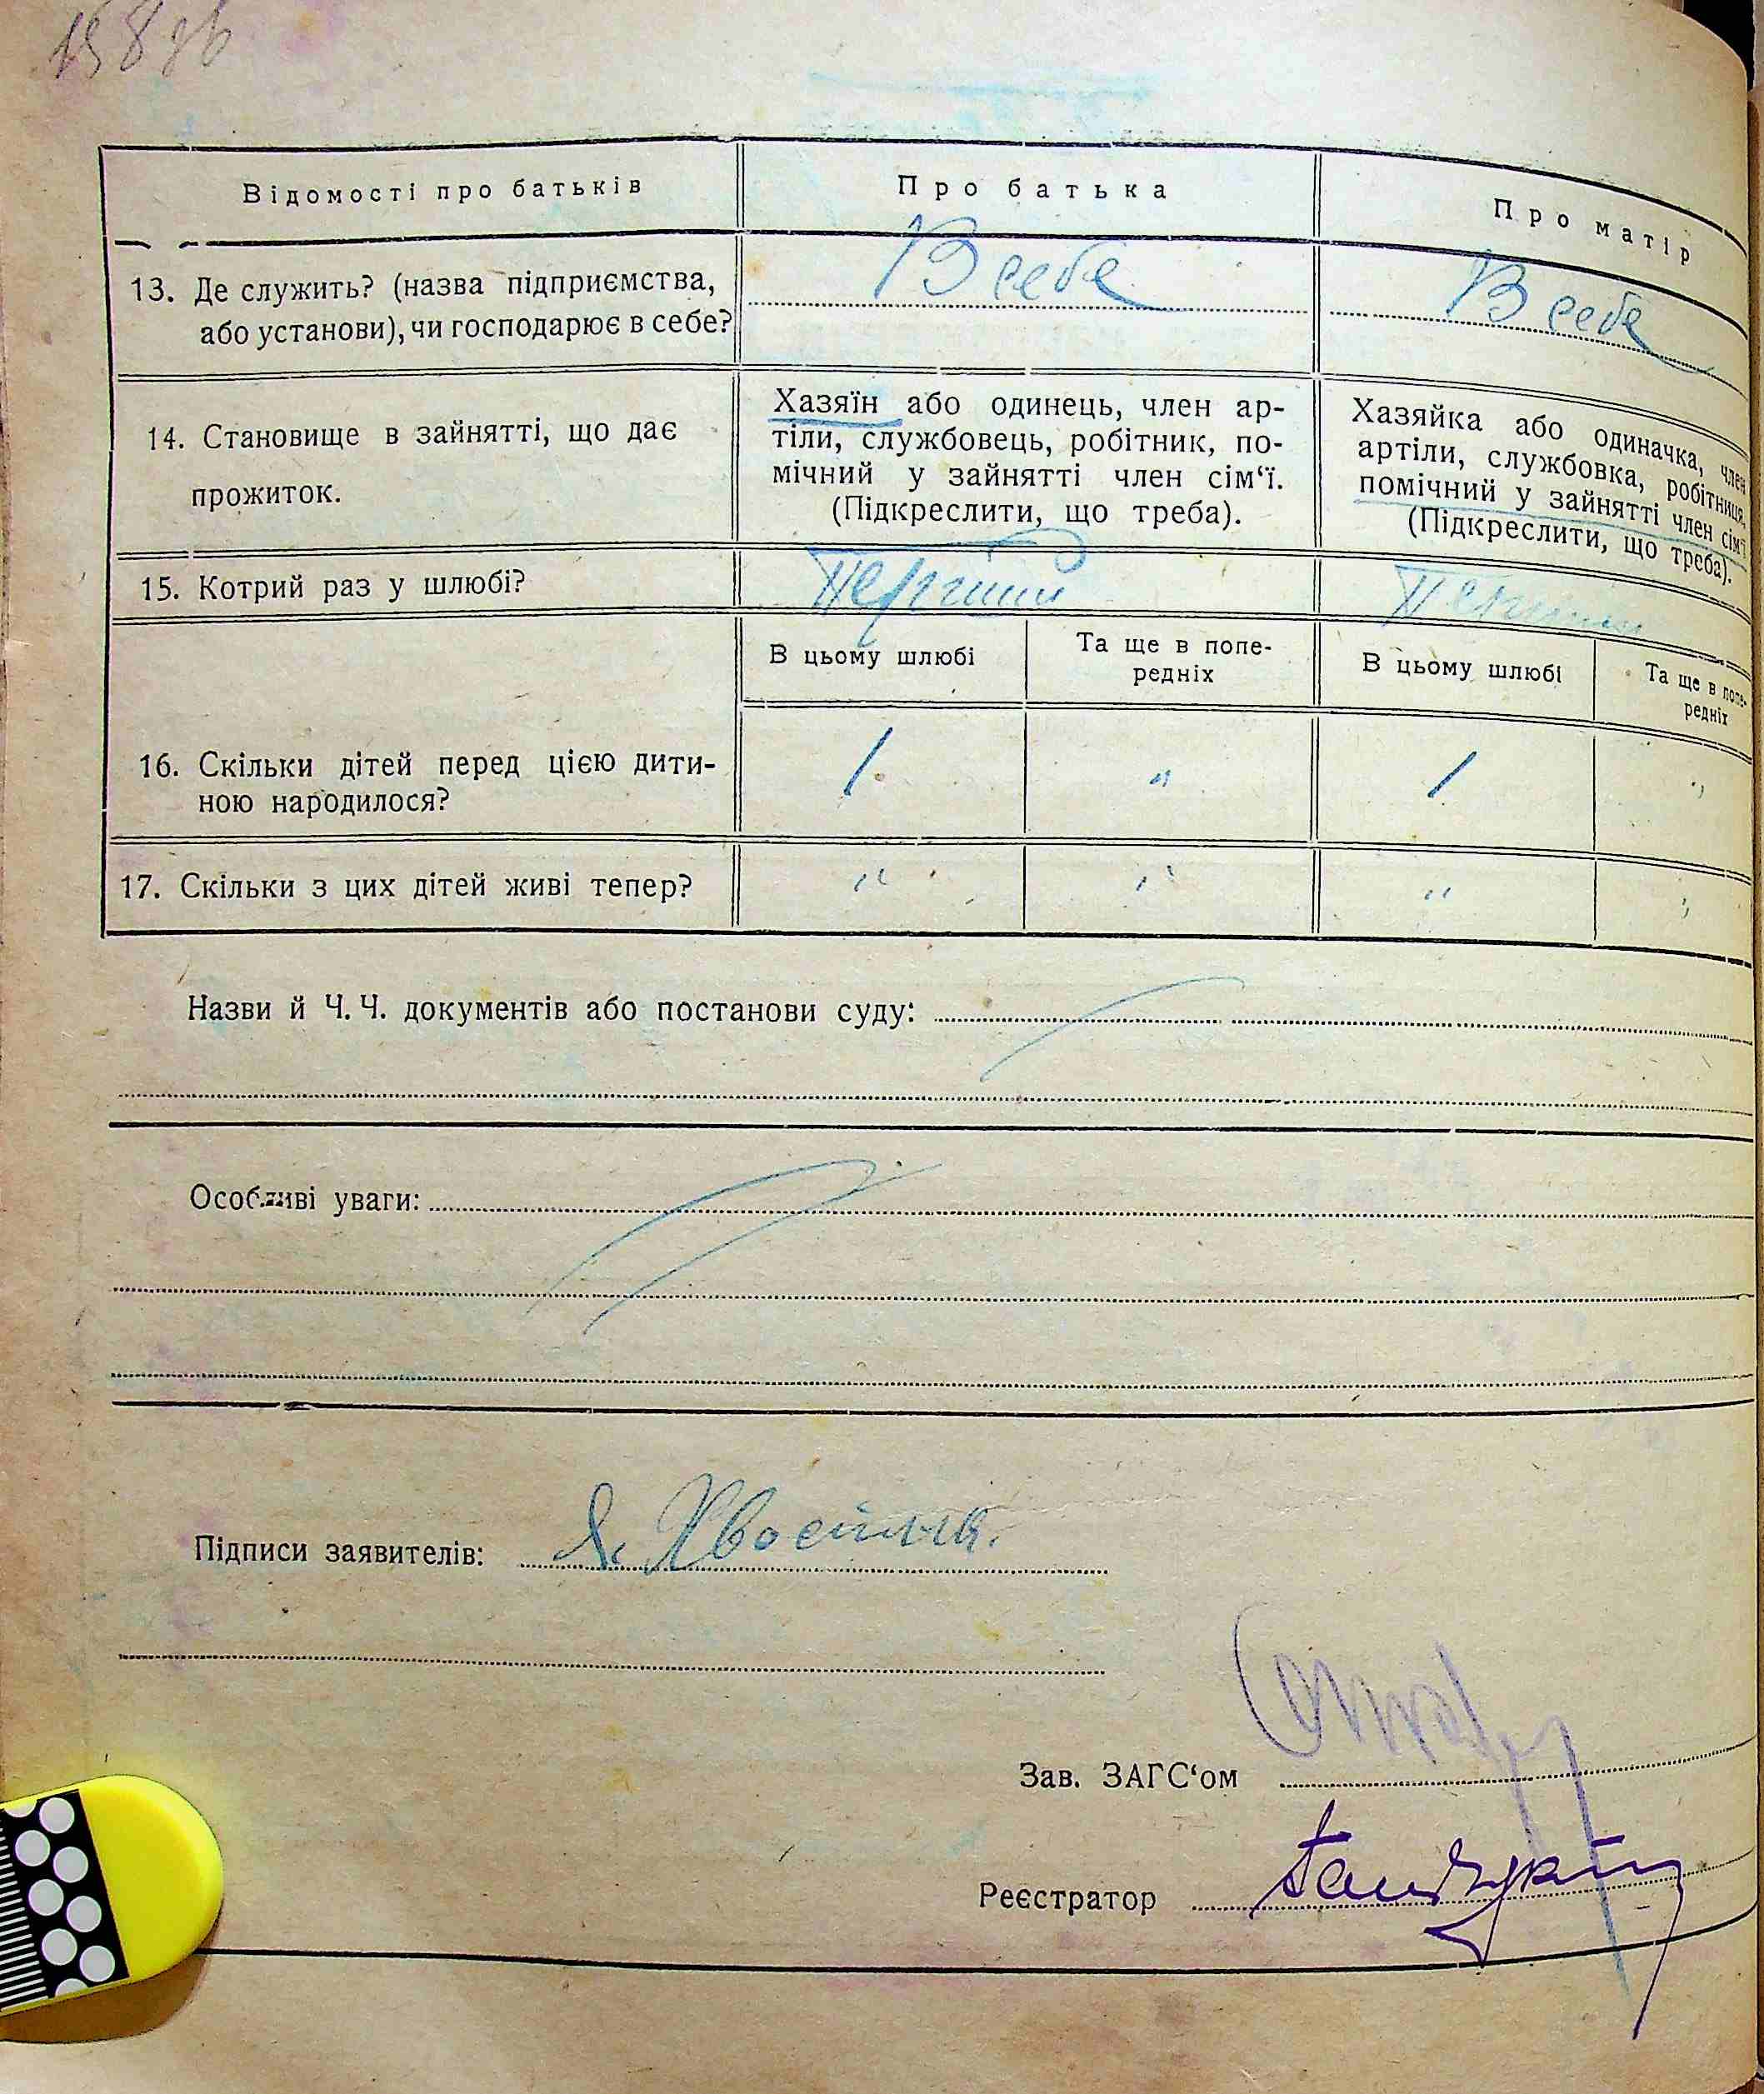 158зв
Відомості про батьків
Про батька
Про матір
13. Де служить? (назва підприємства,
або установи), чи господарює в себе?
В себе
В себе
14. Становище в зайнятті, що дає
прожиток.
Хазяїн або одинець, член ар-
тіли, службовець, робітник, по-
мічний у зайнятті член сім‘ї.
(Підкреслити, що треба).
Хазяйка або одиначка, член
артіли, службовка, робітниця,
помічний у зайнятті член сім‘ї
(Підкреслити, що треба).
15. Котрий раз у шлюбі?
Перший
В цьому шлюбі
Та ще в попе-
редніх
В цьому шлюбі
Та ще в попе-
редніх
16. Скільки дітей перед цією дити-
ною народилося?
1
"
1
"
17. Скільки з цих дітей живі тепер?
"
"
"
"
Назви й Ч. Ч. документів або постанови суду:
Особливі уваги:
Підписи заявителів:
Зав. ЗАГС‘ом
Реєстратор